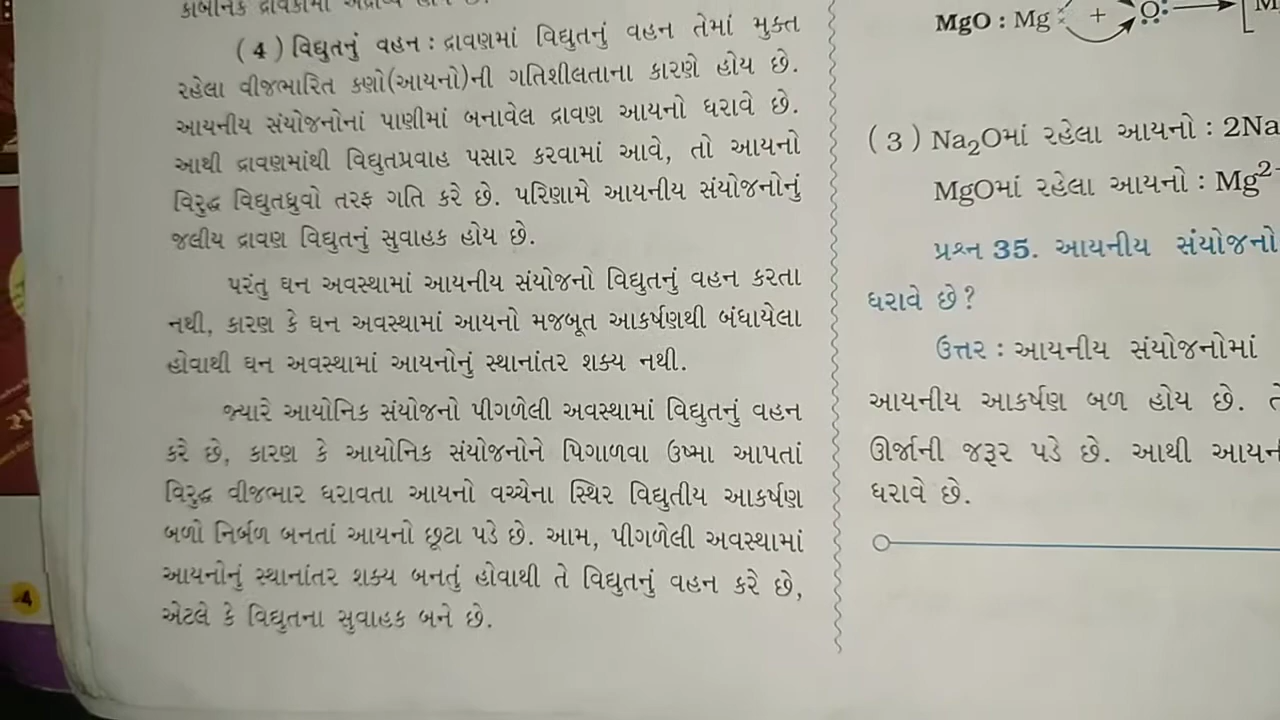 (4) વિદ્યુતનું વહન : દ્રાવણમાં વિદ્યુતનું વહન તેમાં મુક્ત
રહેલા વીજભારિત કણો(આયનો)ની ગતિશીલતાના કારણે હોય છે.
આયનીય સંયોજનોનાં પાણીમાં બનાવેલ દ્રાવણ આયનો ધરાવે છે.
આથી દ્રાવણમાંથી વિદ્યુતપ્રવાહ પસાર કરવામાં આવે, તો આયનો
વિરુદ્ધ વિદ્યુતધ્રુવો તરફ ગતિ કરે છે. પરિણામે આયનીય સંયોજનોનું
જલીય દ્રાવણ વિદ્યુતનું સુવાહક હોય છે.
પરંતુ ઘન અવસ્થામાં આયનીય સંયોજનો વિદ્યુતનું વહન કરતા
નથી, કારણ કે ઘન અવસ્થામાં આયનો મજબૂત આકર્ષણથી બંધાયેલા
હોવાથી ઘન અવસ્થામાં આયનોનું સ્થાનાંતર શક્ય નથી.
જ્યારે આયોનિક સંયોજનો પીગળેલી અવસ્થામાં વિદ્યુતનું વહન
કરે છે, કારણ કે આયોનિક સંયોજનોને પિગાળવા ઉષ્મા આપતાં
વિરુદ્ધ વીજભાર ધરાવતા આયનો વચ્ચેના સ્થિર વિદ્યુતીય આકર્ષણ
બળો નિર્બળ બનતાં આયનો છૂટા પડે છે. આમ, પીગળેલી અવસ્થામાં
આયનોનું સ્થાનાંતર શક્ય બનતું હોવાથી તે વિદ્યુતનું વહન કરે છે,
એટલે કે વિદ્યુતના સુવાહક બને છે.
MgO : Mg + O
(3) Na₂Oમાં રહેલા આયનો : 2Na
MgOમાં રહેલા આયનો : Mg²⁻
પ્રશ્ન 35. આયનીય સંયોજનો
ધરાવે છે?
ઉત્તર : આયનીય સંયોજનોમાં
આયનીય આકર્ષણ બળ હોય છે.
ઊર્જાની જરૂર પડે છે. આથી
ધરાવે છે.
4